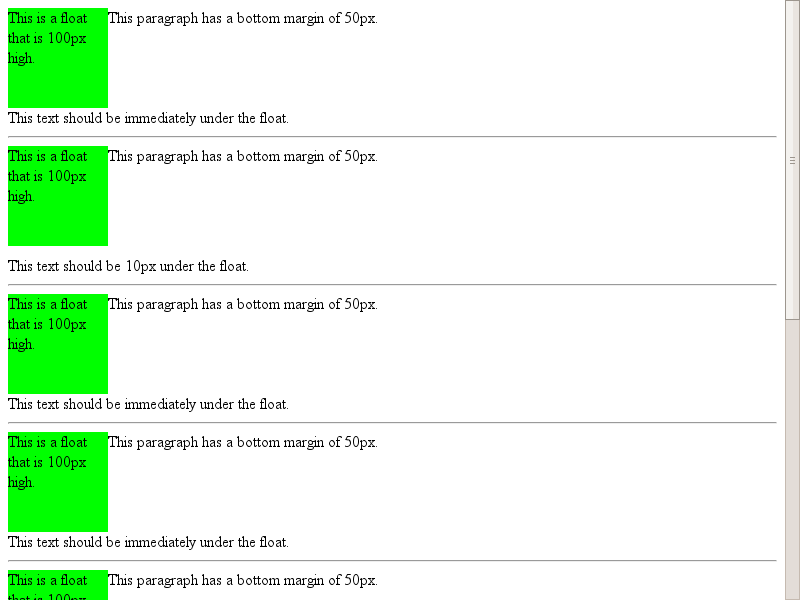 This is a float
that is 100px
high.
This paragraph has a bottom margin of 50px.
This text should be immediately under the float.
This is a float
that is 100px
high.
This paragraph has a bottom margin of 50px.
This text should be 10px under the float.
This is a float
that is 100px
high.
This paragraph has a bottom margin of 50px.
This text should be immediately under the float.
This is a float
that is 100px
high.
This paragraph has a bottom margin of 50px.
This text should be immediately under the float.
This is a float
that is 100px
This paragraph has a bottom margin of 50px.